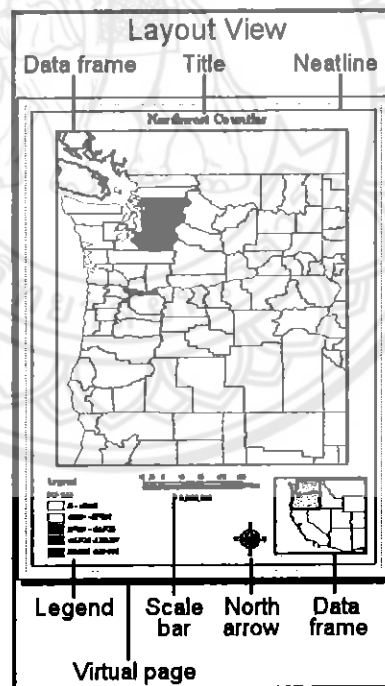 Layout View
Data frame Title Neatline
Northwest Counties
Legend
Legend Scale bar North arrow Data frame
Virtual page